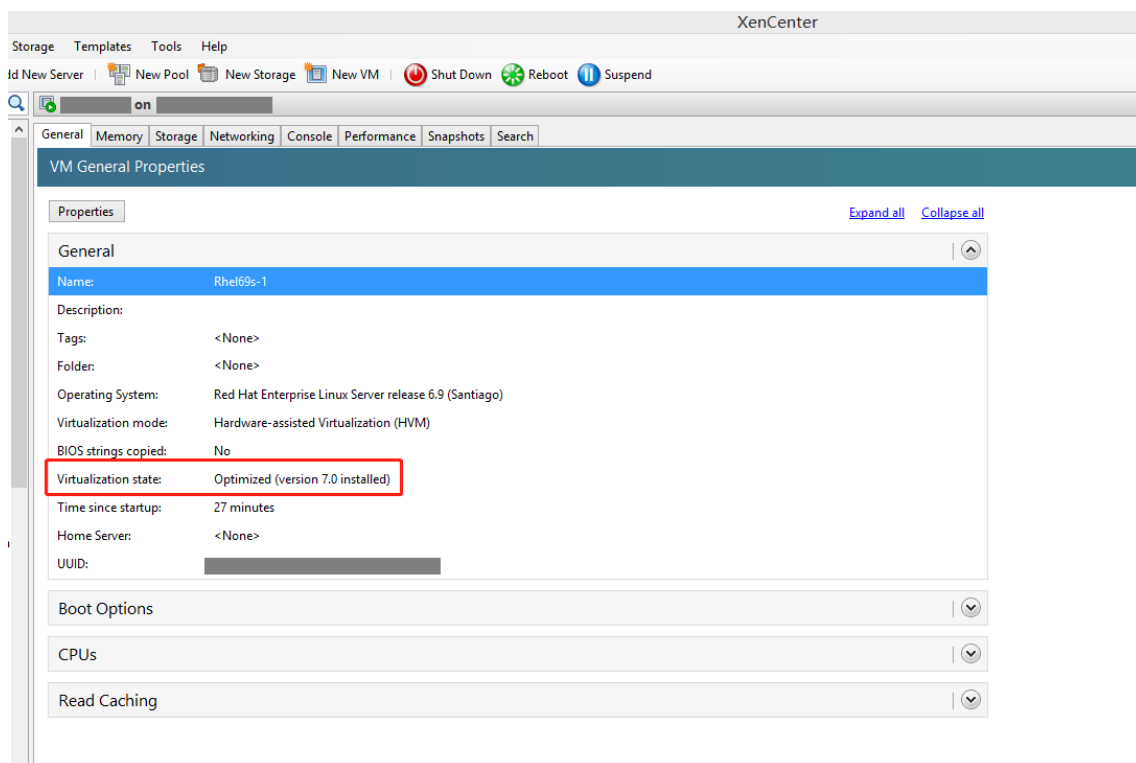 XenCenter
Storage Templates Tools Help
dd New Server New Pool New Storage New VM Shut Down Reboot Suspend
on
General Memory Storage Networking Console Performance Snapshots Search
VM General Properties
Properties Expand all Collapse all
General
Name: Rhel69s-1
Description:
Tags: <None>
Folder: <None>
Operating System: Red Hat Enterprise Linux Server release 6.9 (Santiago)
Virtualization mode: Hardware-assisted Virtualization (HVM)
BIOS strings copied: No
Virtualization state: Optimized (version 7.0 installed)
Time since startup: 27 minutes
Home Server: <None>
UUID:
Boot Options
CPUs
Read Caching